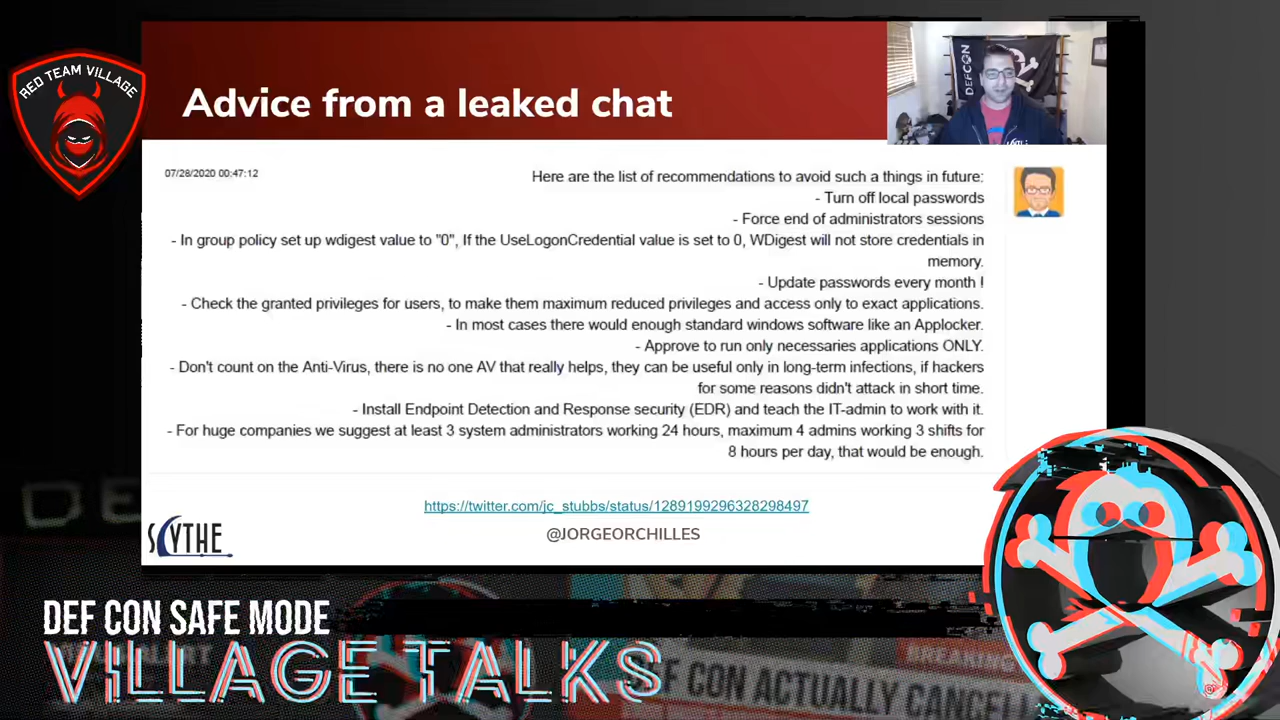 RED TEAM VILLAGE
DEFCON
Advice from a leaked chat
07/28/2020 00:47:12
Here are the list of recommendations to avoid such a things in future:
- Turn off local passwords
- Force end of administrators sessions
- In group policy set up wdigest value to "0", If the UseLogonCredential value is set to 0, WDigest will not store credentials in
memory.
- Update passwords every month !
- Check the granted privileges for users, to make them maximum reduced privileges and access only to exact applications.
- In most cases there would enough standard windows software like an Applocker.
- Approve to run only necessaries applications ONLY.
- Don't count on the Anti-Virus, there is no one AV that really helps, they can be useful only in long-term infections, if hackers
for some reasons didn't attack in short time.
- Install Endpoint Detection and Response security (EDR) and teach the IT-admin to work with it.
- For huge companies we suggest at least 3 system administrators working 24 hours, maximum 4 admins working 3 shifts for
8 hours per day, that would be enough.
https://twitter.com/jc_stubbs/status/1289199296328298497
@JORGEORCHILLES
SCYTHE
DEF CON SAFE MODE
VILLAGE TALKS
DEF CON ACTUALLY CANCELL
BREAKING